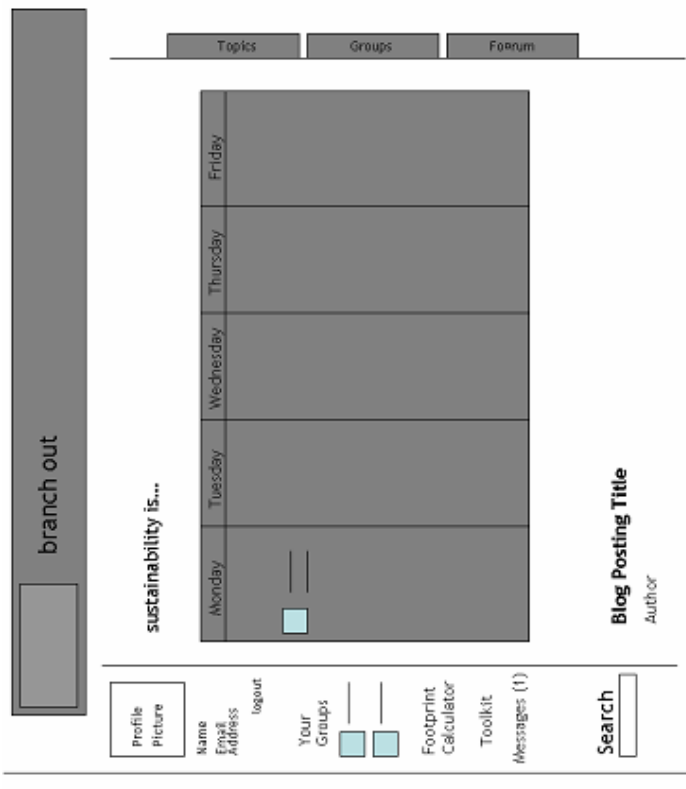 branch out
Topics
Groups
Forum
Profile
Picture
Name
Email
Address
logout
Your
Groups
Footprint
Calculator
Toolkit
Messages (1)
Search
sustainability is...
Monday
Tuesday
Wednesday
Thursday
Friday
Blog Posting Title
Author